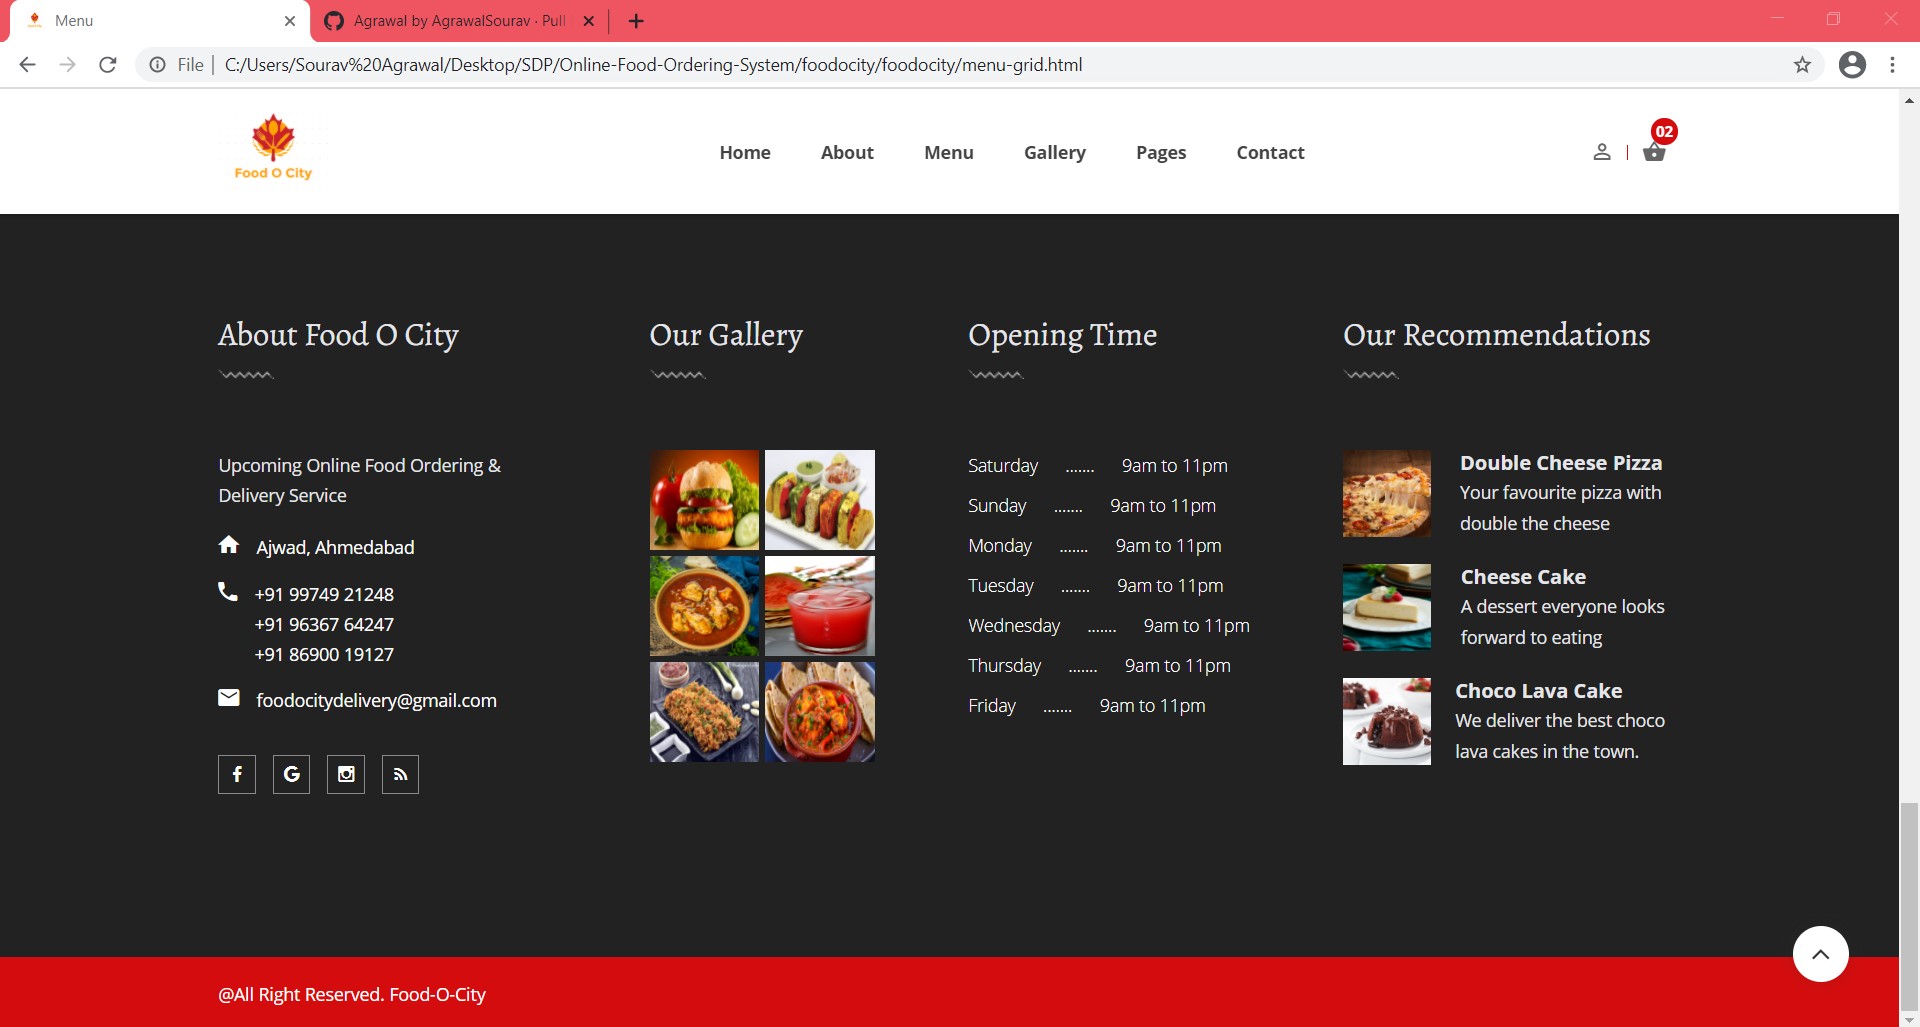 Menu
Agrawal by AgrawalSourav · Pull
File | C:/Users/Sourav%20Agrawal/Desktop/SDP/Online-Food-Ordering-System/foodocity/foodocity/menu-grid.html
Food O City
Home About Menu Gallery Pages Contact
02
About Food O City
Upcoming Online Food Ordering &
Delivery Service
Ajwad, Ahmedabad
+91 99749 21248
+91 96367 64247
+91 86900 19127
foodocitydelivery@gmail.com
Our Gallery
Opening Time
Saturday ....... 9am to 11pm
Sunday ....... 9am to 11pm
Monday ....... 9am to 11pm
Tuesday ....... 9am to 11pm
Wednesday ....... 9am to 11pm
Thursday ....... 9am to 11pm
Friday ....... 9am to 11pm
Our Recommendations
Double Cheese Pizza
Your favourite pizza with
double the cheese
Cheese Cake
A dessert everyone looks
forward to eating
Choco Lava Cake
We deliver the best choco
lava cakes in the town.
@All Right Reserved. Food-O-City